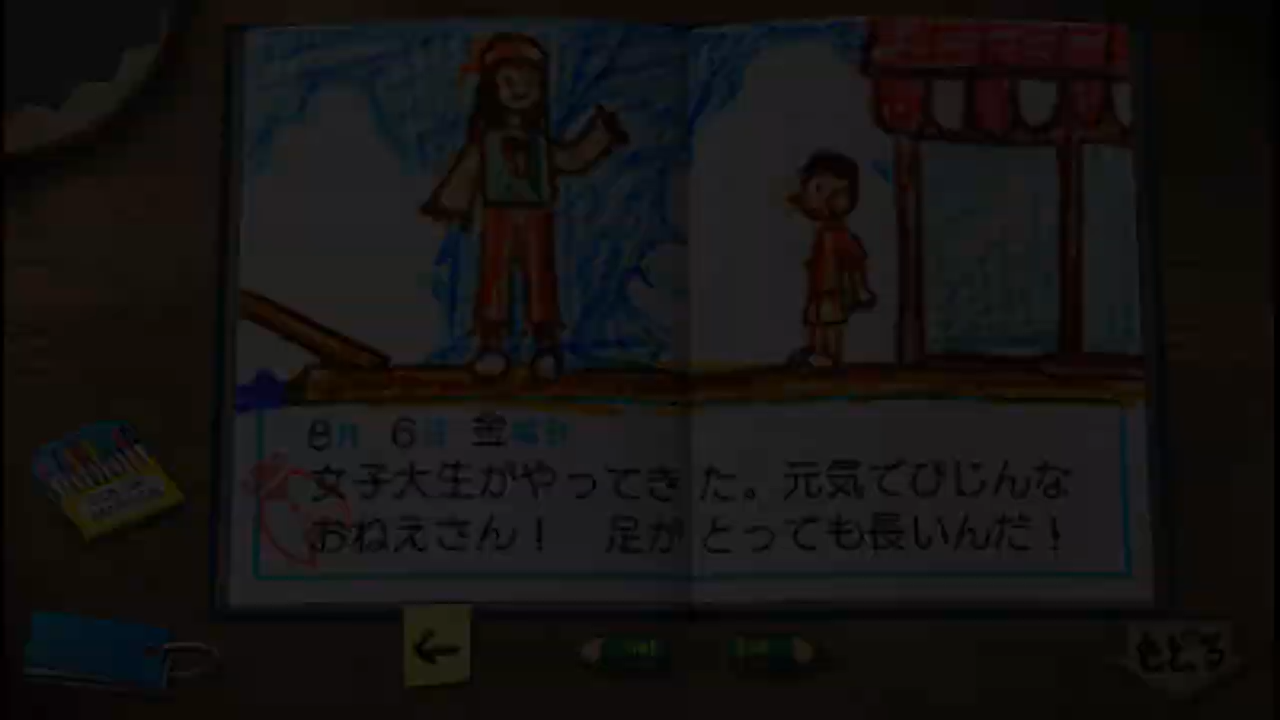 8月 6日 金曜日
女子大生がやってきた。元気でびじんな
おねえさん！ 足がとっても長いんだ！
もどる